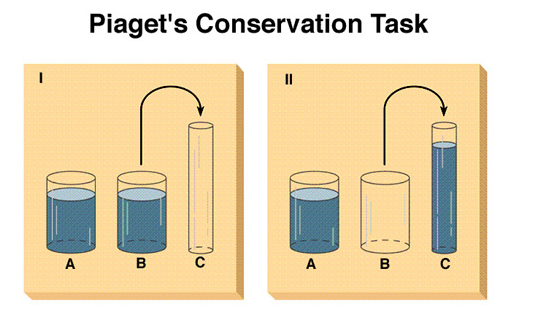 Piaget's Conservation Task
I
A B C
II
A B C